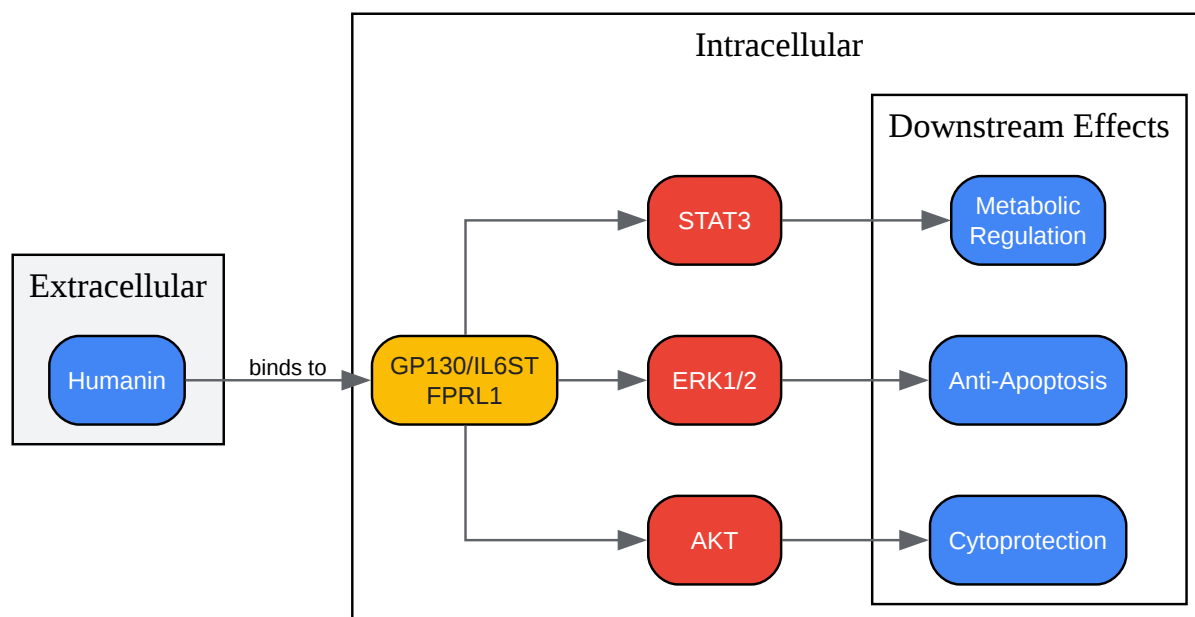 Intracellular
Downstream Effects
STAT3
Metabolic
Regulation
Extracellular
Humanin
binds to
GP130/IL6ST
FPRL1
ERK1/2
Anti-Apoptosis
AKT
Cytoprotection